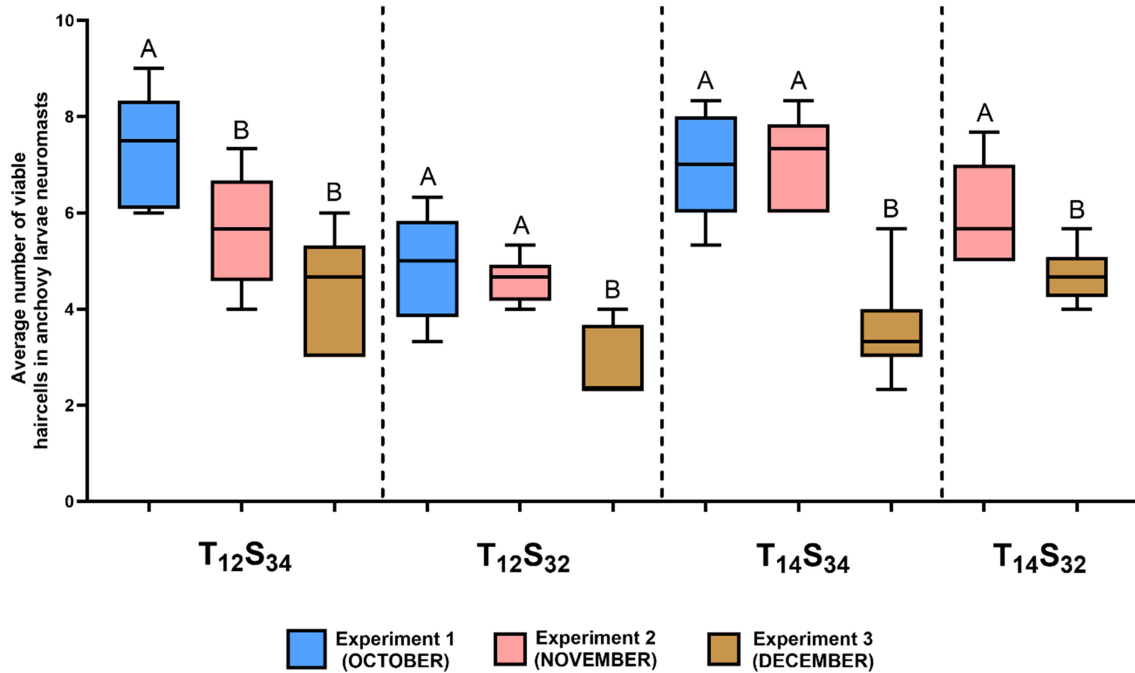 Average number of viable
haircells in anchovy larvae neuromasts
10
8
6
4
2
0
A
B
B
A
A
B
A
A
B
A
B
T12S34
T12S32
T14S34
T14S32
Experiment 1
(OCTOBER)
Experiment 2
(NOVEMBER)
Experiment 3
(DECEMBER)